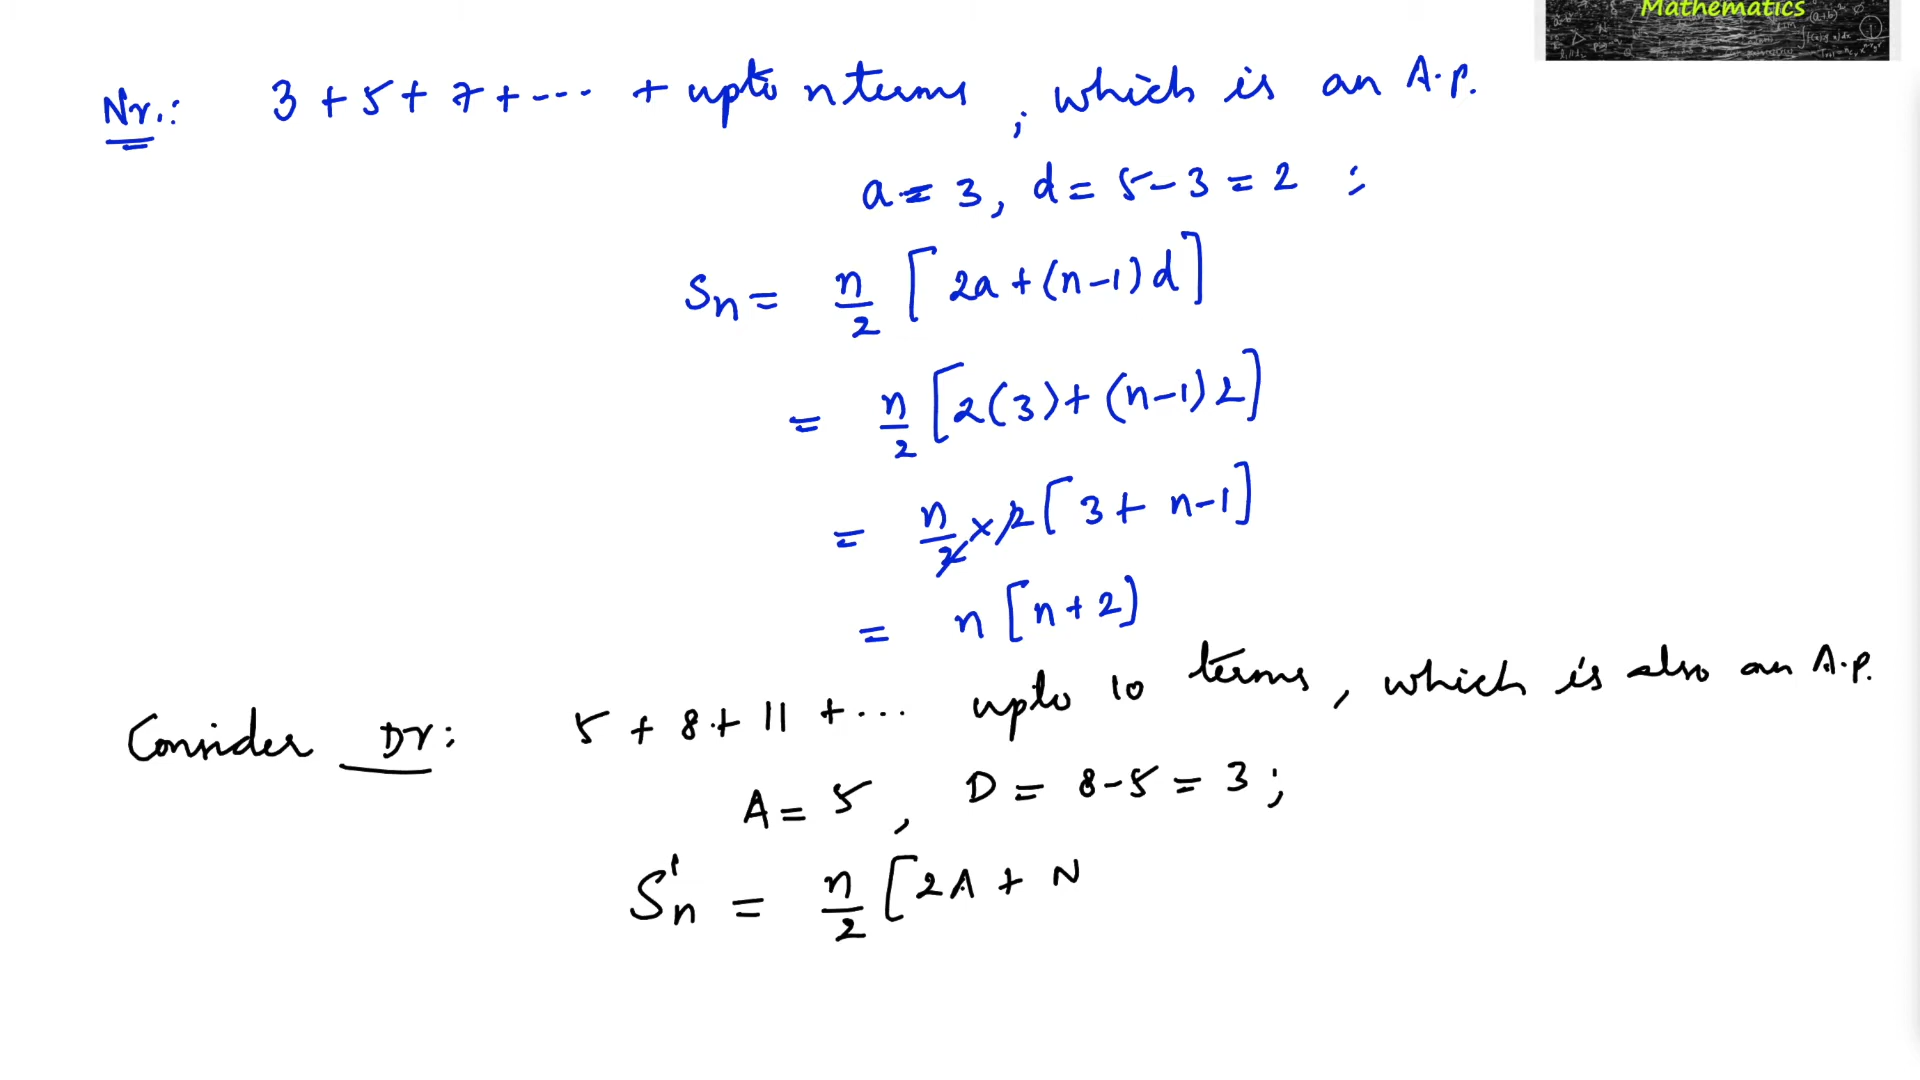 Mathematics
Nr.: 3 + 5 + 7 + --- + upto n terms, which is an A.P.
a = 3, d = 5 - 3 = 2 ;
Sn = n/2 [2a + (n-1)d]
= n/2 [2(3) + (n-1)2]
= n/2 × 2 [3 + n-1]
= n [n+2]
Consider Dr: 5 + 8 + 11 + ... upto 10 terms, which is also an A.P.
A = 5, D = 8-5 = 3 ;
S'n = n/2 [2A + N